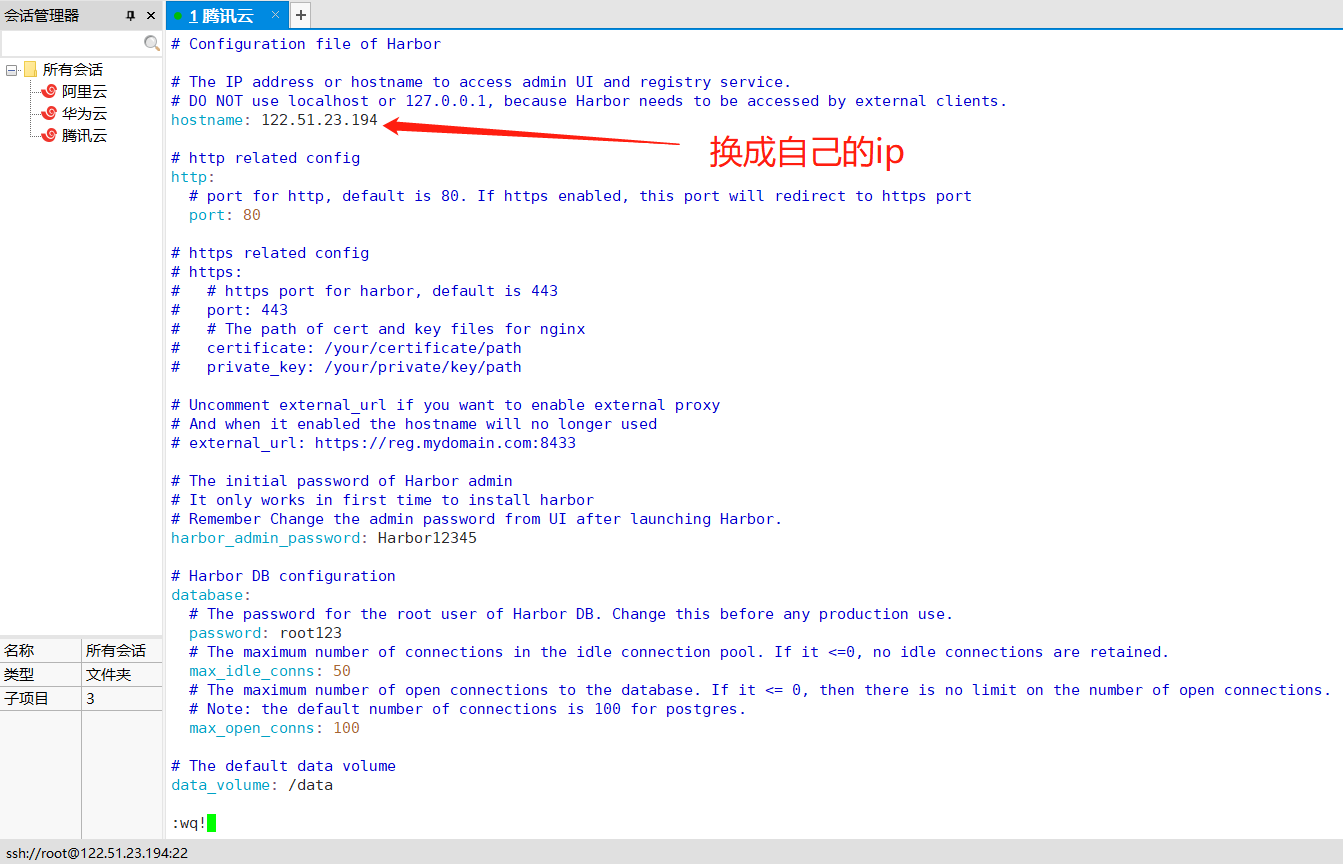 会话管理器
1 腾讯云
所有会话
阿里云
华为云
腾讯云
# Configuration file of Harbor
# The IP address or hostname to access admin UI and registry service.
# DO NOT use localhost or 127.0.0.1, because Harbor needs to be accessed by external clients.
hostname: 122.51.23.194
换成自己的ip
# http related config
http:
# port for http, default is 80. If https enabled, this port will redirect to https port
port: 80
# https related config
# https:
#   # https port for harbor, default is 443
#   port: 443
#   # The path of cert and key files for nginx
#   certificate: /your/certificate/path
#   private_key: /your/private/key/path
# Uncomment external_url if you want to enable external proxy
# And when it enabled the hostname will no longer used
# external_url: https://reg.mydomain.com:8433
# The initial password of Harbor admin
# It only works in first time to install harbor
# Remember Change the admin password from UI after launching Harbor.
harbor_admin_password: Harbor12345
# Harbor DB configuration
database:
# The password for the root user of Harbor DB. Change this before any production use.
password: root123
# The maximum number of connections in the idle connection pool. If it <=0, no idle connections are retained.
max_idle_conns: 50
# The maximum number of open connections to the database. If it <= 0, then there is no limit on the number of open connections.
# Note: the default number of connections is 100 for postgres.
max_open_conns: 100
# The default data volume
data_volume: /data
:wq!
名称 所有会话
类型 文件夹
子项目 3
ssh://root@122.51.23.194:22